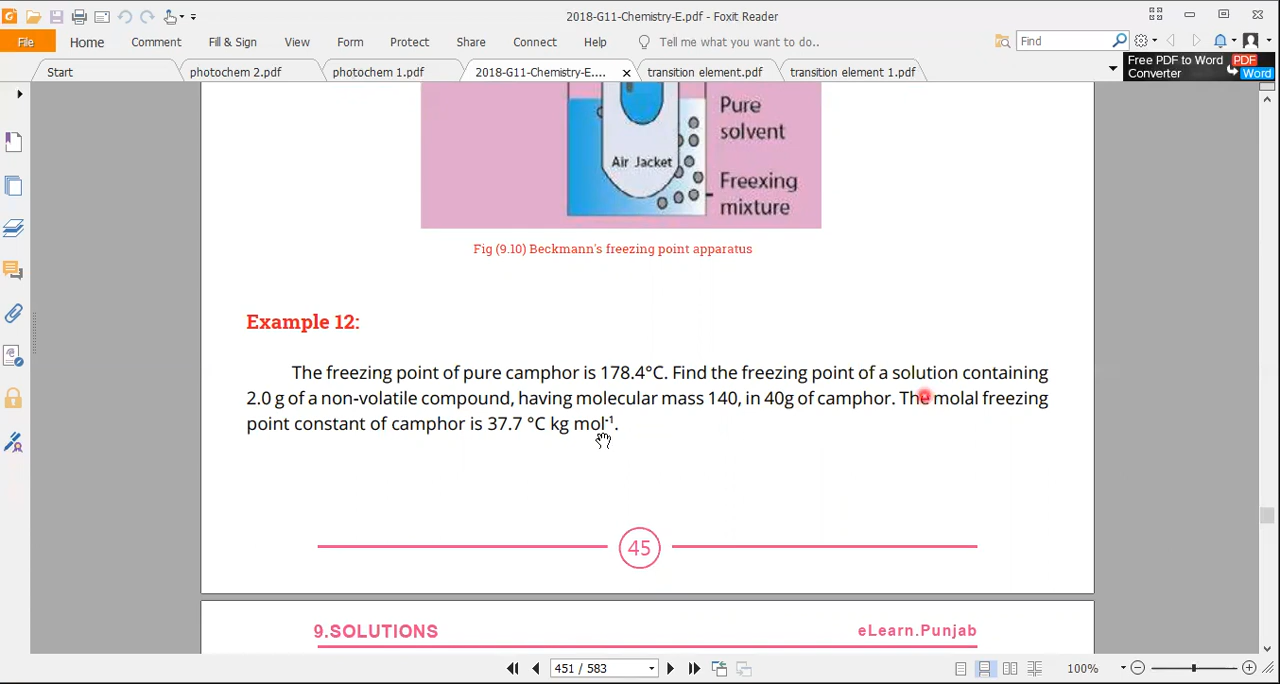 2018-G11-Chemistry-E.pdf - Foxit Reader
File Home Comment Fill & Sign View Form Protect Share Connect Help Tell me what you want to do.. Find
Start photochem 2.pdf photochem 1.pdf 2018-G11-Chemistry-E.... transition element.pdf transition element 1.pdf
Free PDF to Word Converter PDF Word
Pure
solvent
Air Jacket
Freexing
mixture
Fig (9.10) Beckmann's freezing point apparatus
Example 12:
The freezing point of pure camphor is 178.4°C. Find the freezing point of a solution containing
2.0 g of a non-volatile compound, having molecular mass 140, in 40g of camphor. The molal freezing
point constant of camphor is 37.7 °C kg mol⁻¹.
45
9.SOLUTIONS eLearn.Punjab
451 / 583 100%